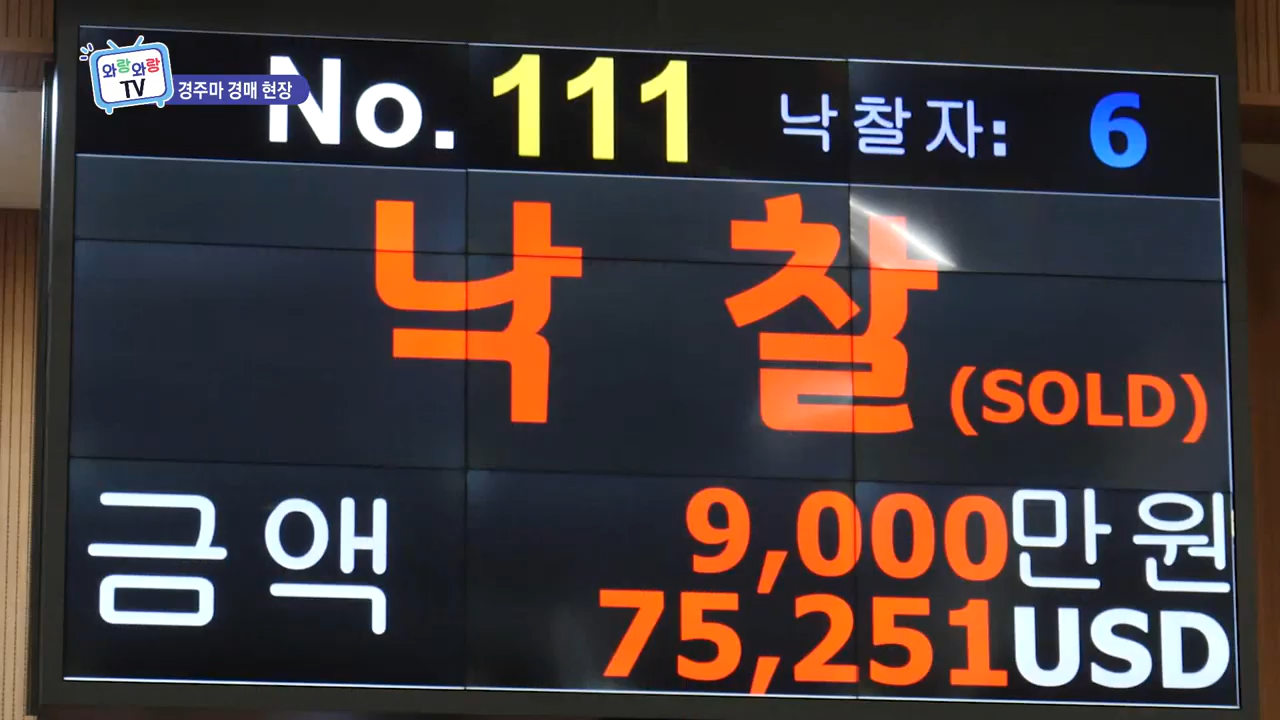 와랑와랑
TV
경주마 경매 현장
No. 111 낙찰자: 6
낙찰 (SOLD)
금액 9,000만원
75,251USD